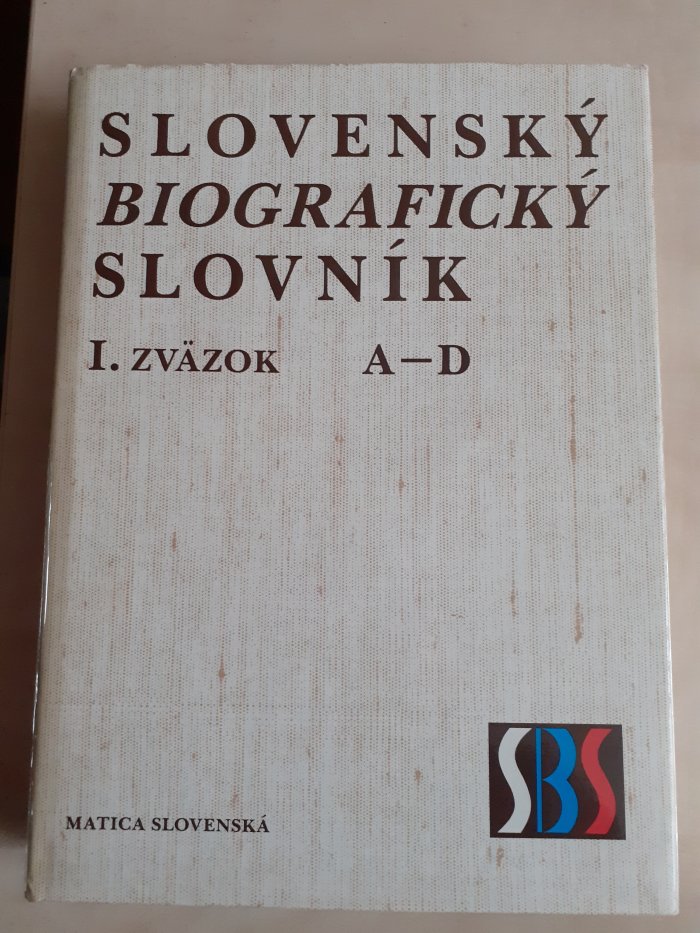 SLOVENSKÝ
BIOGRAFICKÝ
SLOVNÍK
I. ZVÄZOK A—D
SBS
MATICA SLOVENSKÁ